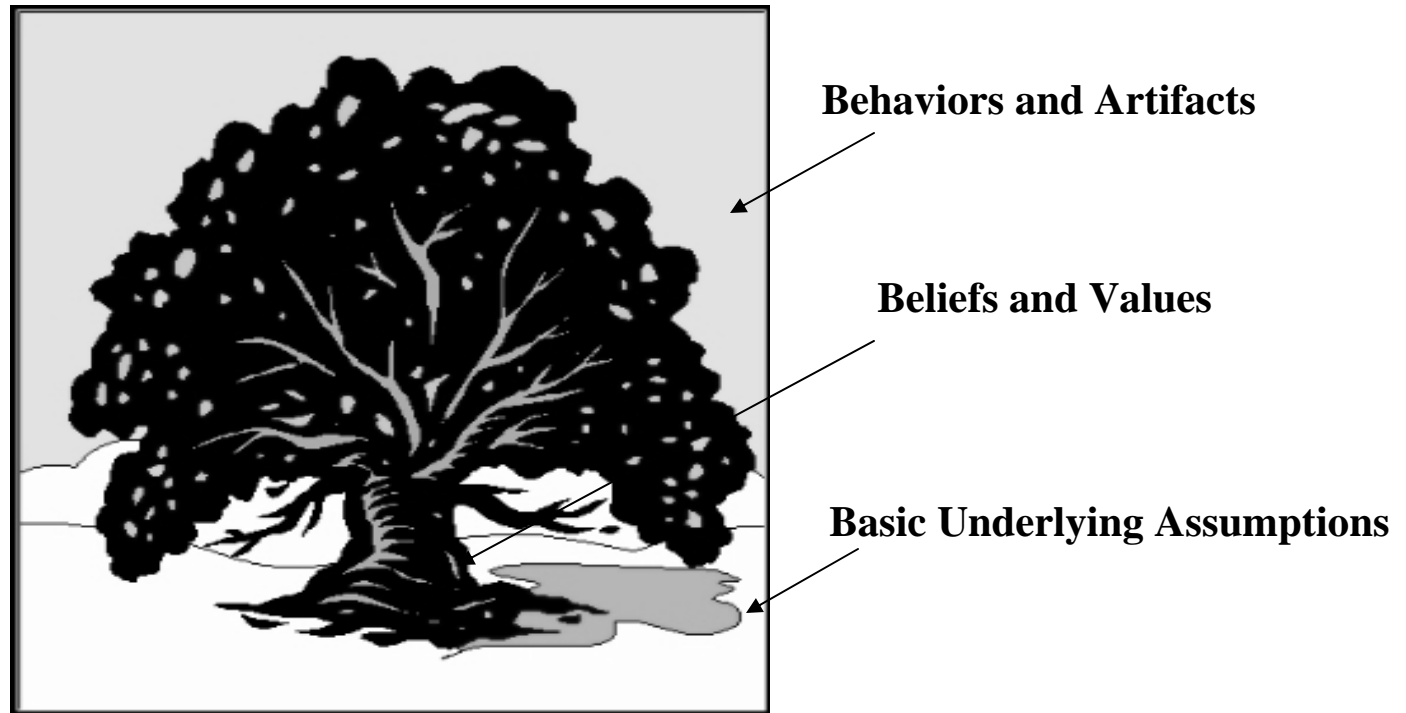 Behaviors and Artifacts
Beliefs and Values
Basic Underlying Assumptions